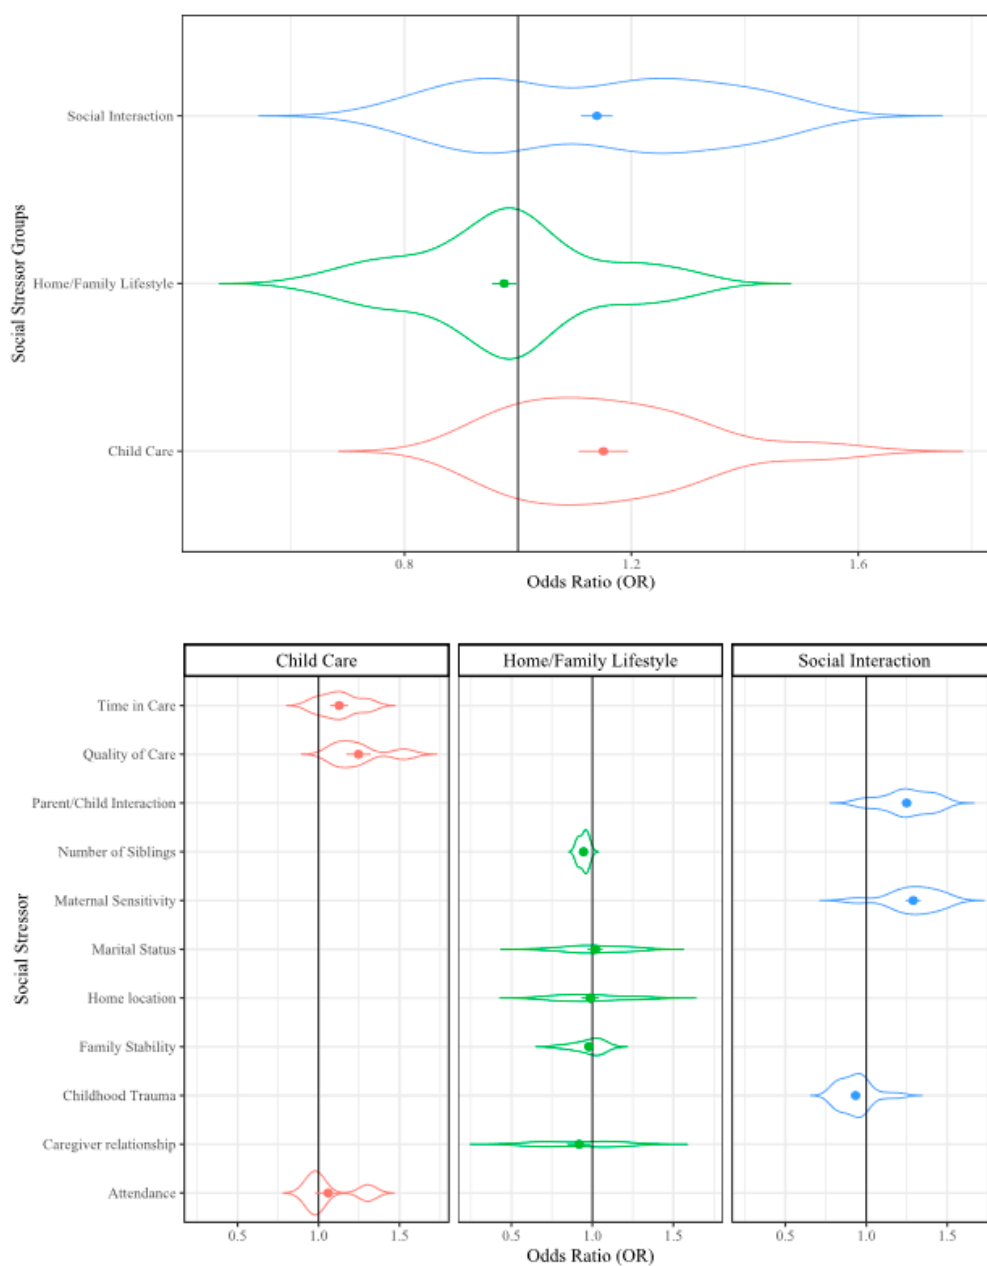 Social Stressor Groups
Social Interaction
Home/Family Lifestyle
Child Care
0.8 1.2 1.6
Odds Ratio (OR)
Child Care Home/Family Lifestyle Social Interaction
Social Stressor
Time in Care
Quality of Care
Parent/Child Interaction
Number of Siblings
Maternal Sensitivity
Marital Status
Home location
Family Stability
Childhood Trauma
Caregiver relationship
Attendance
0.5 1.0 1.5 0.5 1.0 1.5 0.5 1.0 1.5
Odds Ratio (OR)